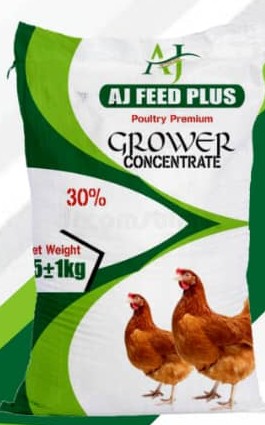 AJ
AJ FEED PLUS
Poultry Premium
GROWER
CONCENTRATE
30%
et Weight
5±1kg